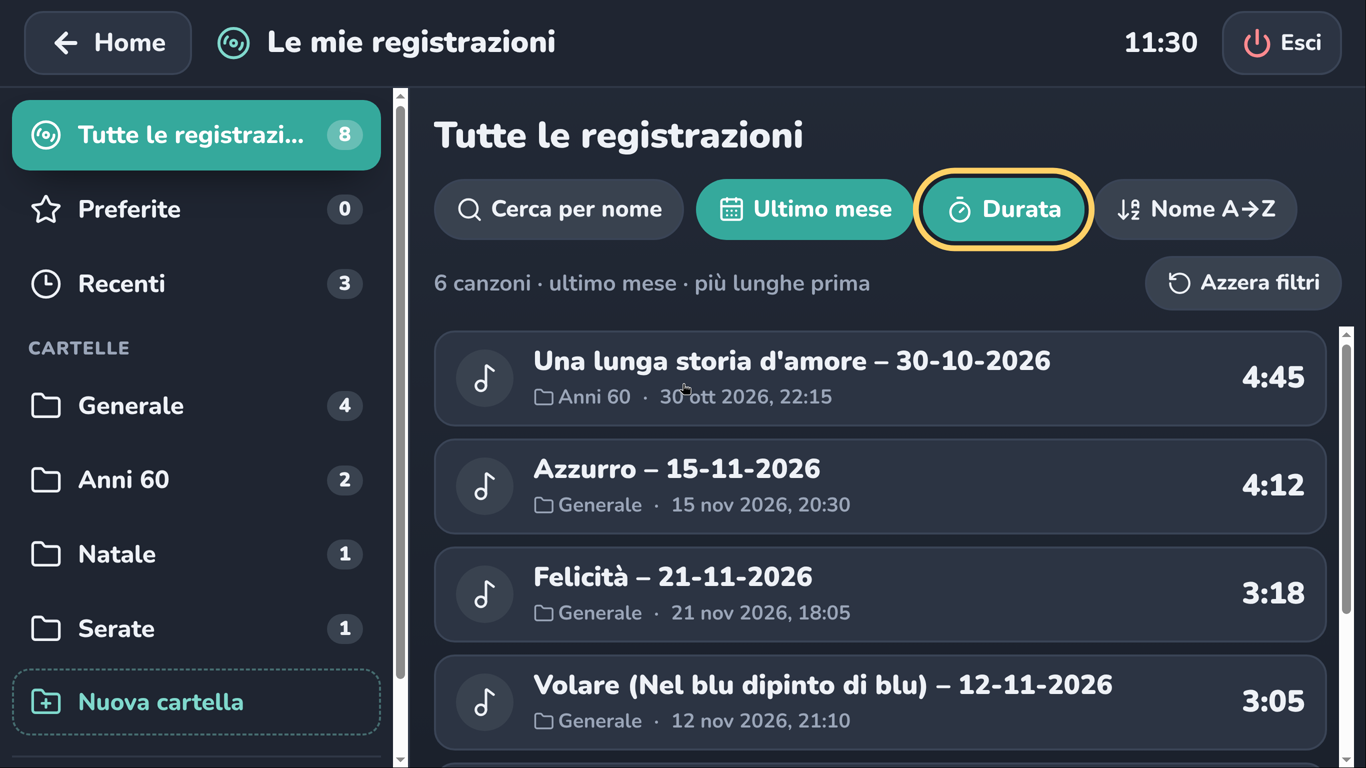 Home
Le mie registrazioni
11:30
Esci
Tutte le registrazi... 8
Preferite 0
Recenti 3
CARTELLE
Generale 4
Anni 60 2
Natale 1
Serate 1
Nuova cartella
Tutte le registrazioni
Cerca per nome
Ultimo mese
Durata
Nome A→Z
6 canzoni · ultimo mese · più lunghe prima
Azzera filtri
Una lunga storia d'amore – 30-10-2026
Anni 60 · 30 ott 2026, 22:15
4:45
Azzurro – 15-11-2026
Generale · 15 nov 2026, 20:30
4:12
Felicità – 21-11-2026
Generale · 21 nov 2026, 18:05
3:18
Volare (Nel blu dipinto di blu) – 12-11-2026
Generale · 12 nov 2026, 21:10
3:05